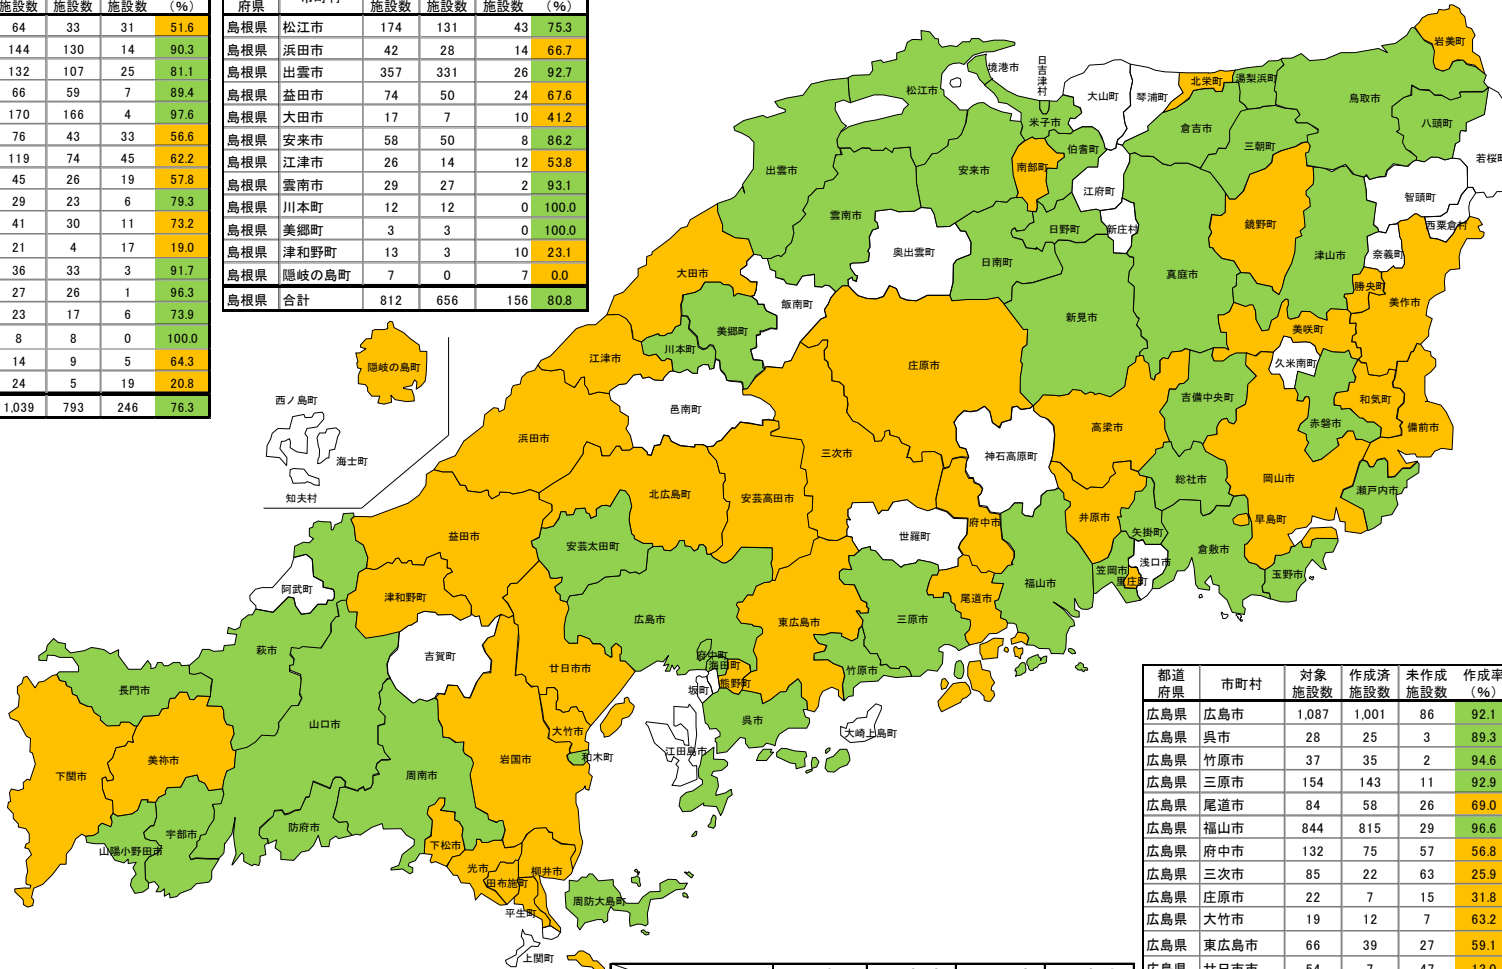 施設数 施設数 施設数 (%)
64 33 31 51.6
144 130 14 90.3
132 107 25 81.1
66 59 7 89.4
170 166 4 97.6
76 43 33 56.6
119 74 45 62.2
45 26 19 57.8
29 23 6 79.3
41 30 11 73.2
21 4 17 19.0
36 33 3 91.7
27 26 1 96.3
23 17 6 73.9
8 8 0 100.0
14 9 5 64.3
24 5 19 20.8
1,039 793 246 76.3
府県 施設数 施設数 施設数 (%)
島根県 松江市 174 131 43 75.3
島根県 浜田市 42 28 14 66.7
島根県 出雲市 357 331 26 92.7
島根県 益田市 74 50 24 67.6
島根県 大田市 17 7 10 41.2
島根県 安来市 58 50 8 86.2
島根県 江津市 26 14 12 53.8
島根県 雲南市 29 27 2 93.1
島根県 川本町 12 12 0 100.0
島根県 美郷町 3 3 0 100.0
島根県 津和野町 13 3 10 23.1
島根県 隠岐の島町 7 0 7 0.0
島根県 合計 812 656 156 80.8
岩美町
境港市
日吉津村
松江市
大山町
琴浦町
北栄町
湯梨浜町
鳥取市
米子市
倉吉市
八頭町
三朝町
伯耆町
若桜町
出雲市
安来市
南部町
江府町
智頭町
雲南市
鏡野町
西粟倉村
奥出雲町
日野町
新庄村
奈義町
津山市
日南町
真庭市
大田市
勝央町
美作市
飯南町
新見市
美咲町
美郷町
川本町
江津市
久米南町
隠岐の島町
庄原市
吉備中央町
和気町
西ノ島町
邑南町
赤磐市
備前市
高梁市
浜田市
三次市
神石高原町
海士町
知夫村
総社市
岡山市
瀬戸内市
北広島町
安芸高田市
府中市
井原市
早島町
益田市
世羅町
矢掛町
安芸太田町
倉敷市
浅口市
笠岡市
里庄町
玉野市
福山市
阿武町
津和野町
尾道市
広島市
東広島市
三原市
萩市
吉賀町
府中町
海田町
廿日市市
竹原市
熊野町
坂町
長門市
呉市
山口市
大竹市
大崎上島町
江田島市
和木町
美祢市
岩国市
下関市
周南市
防府市
宇部市
山陽小野田市
下松市
光市
柳井市
田布施町
周防大島町
平生町
上関町
都道 市町村 対象 作成済 未作成 作成率
府県 施設数 施設数 施設数 (%)
広島県 広島市 1,087 1,001 86 92.1
広島県 呉市 28 25 3 89.3
広島県 竹原市 37 35 2 94.6
広島県 三原市 154 143 11 92.9
広島県 尾道市 84 58 26 69.0
広島県 福山市 844 815 29 96.6
広島県 府中市 132 75 57 56.8
広島県 三次市 85 22 63 25.9
広島県 庄原市 22 7 15 31.8
広島県 大竹市 19 12 7 63.2
広島県 東広島市 66 39 27 59.1
広島県 廿日市市 54 7 47 13.0